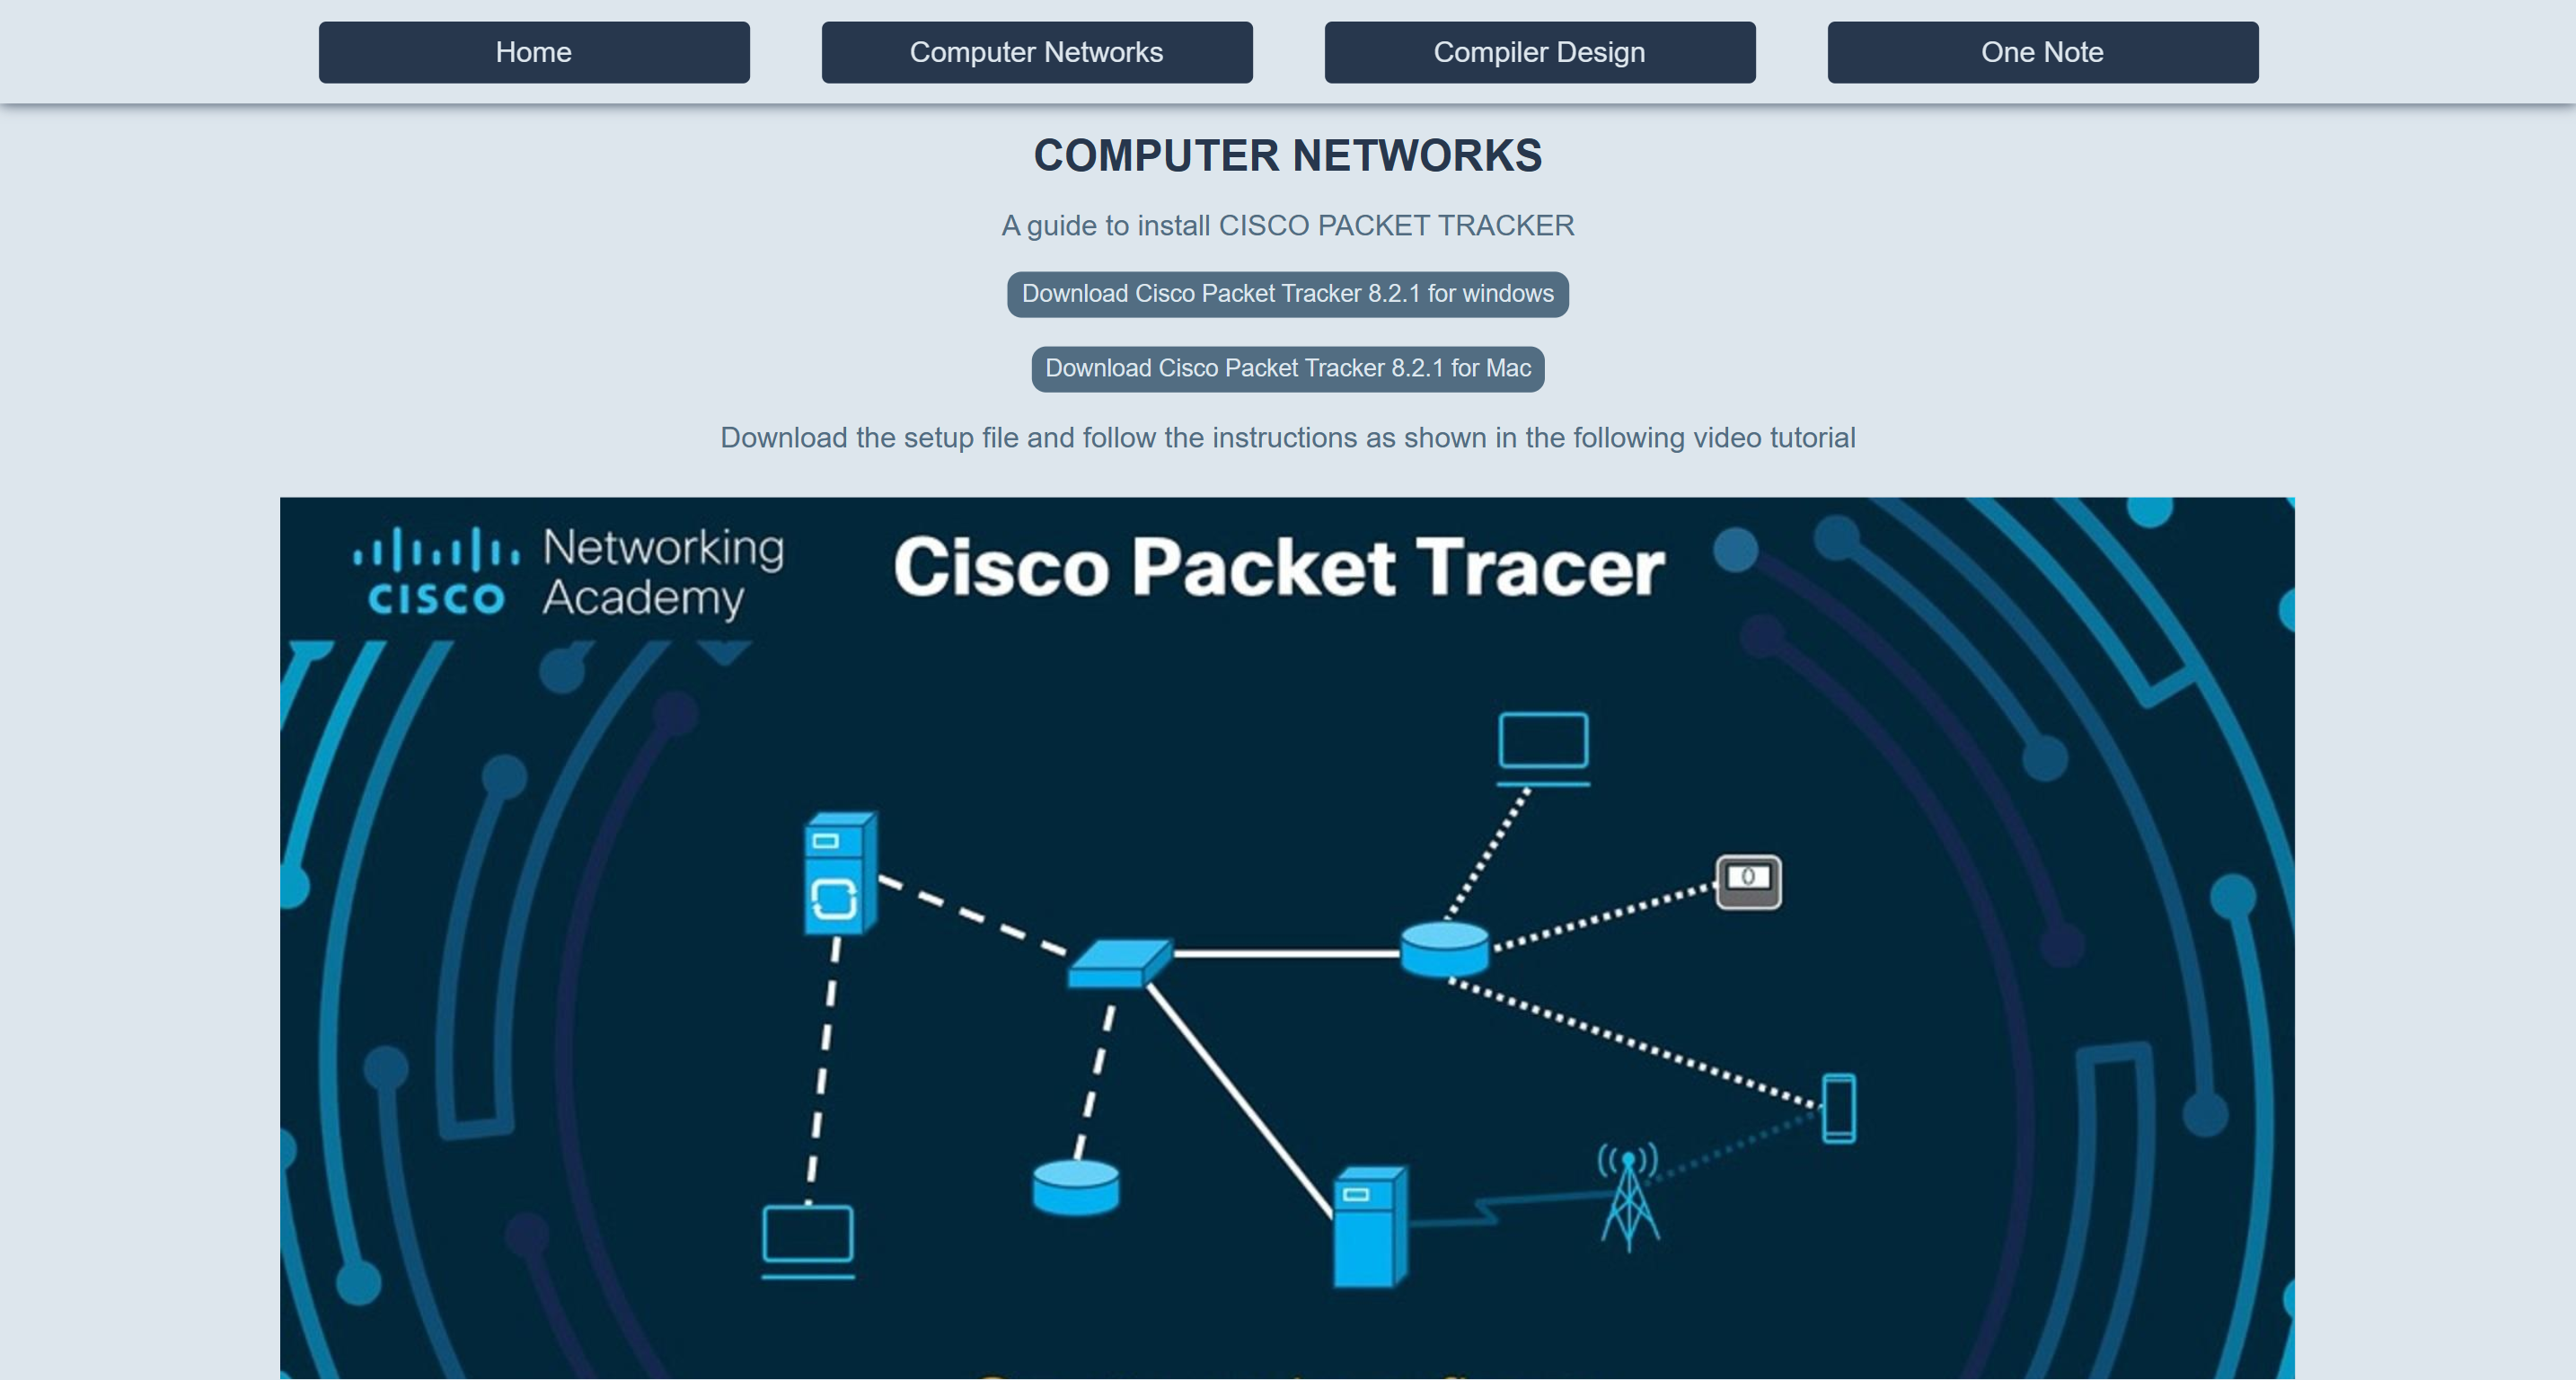 Home
Computer Networks
Compiler Design
One Note
COMPUTER NETWORKS
A guide to install CISCO PACKET TRACKER
Download Cisco Packet Tracker 8.2.1 for windows
Download Cisco Packet Tracker 8.2.1 for Mac
Download the setup file and follow the instructions as shown in the following video tutorial
CISCO
Networking
Academy
Cisco Packet Tracer
0